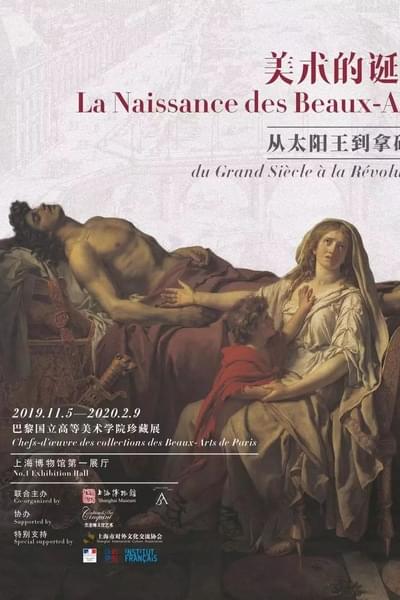 美术的诞
La Naissance des Beaux-A
从太阳王到拿破
du Grand Siècle à la Révolu
2019.11.5—2020.2.9
巴黎国立高等美术学院珍藏展
Chefs-d'œuvre des collections des Beaux-Arts de Paris
上海博物馆第一展厅
No.1 Exhibition Hall
联合主办
Co-organized by
上海博物馆
Shanghai Museum
协办
Supported by
特别支持
Special supported by
上海市对外文化交流协会
Shanghai International Culture Association
INSTITUT
FRANÇAIS